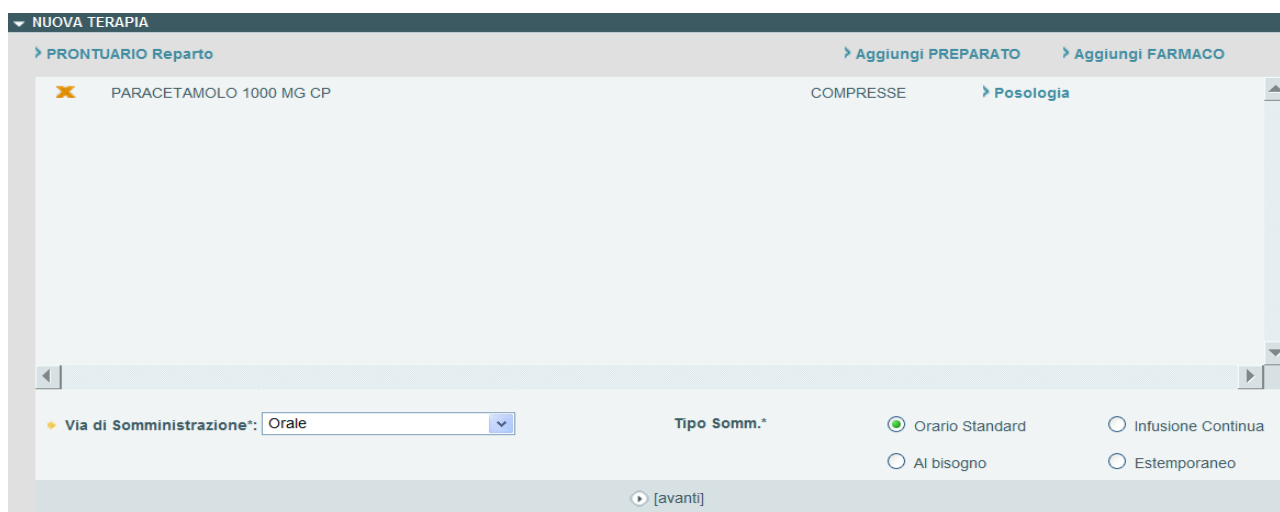 NUOVA TERAPIA
PRONTUARIO Reparto Aggiungi PREPARATO Aggiungi FARMACO
PARACETAMOLO 1000 MG CP COMPRESSE Posologia
Via di Somministrazione*: Orale Tipo Somm.* Orario Standard Infusione Continua
Al bisogno Estemporaneo
[avanti]